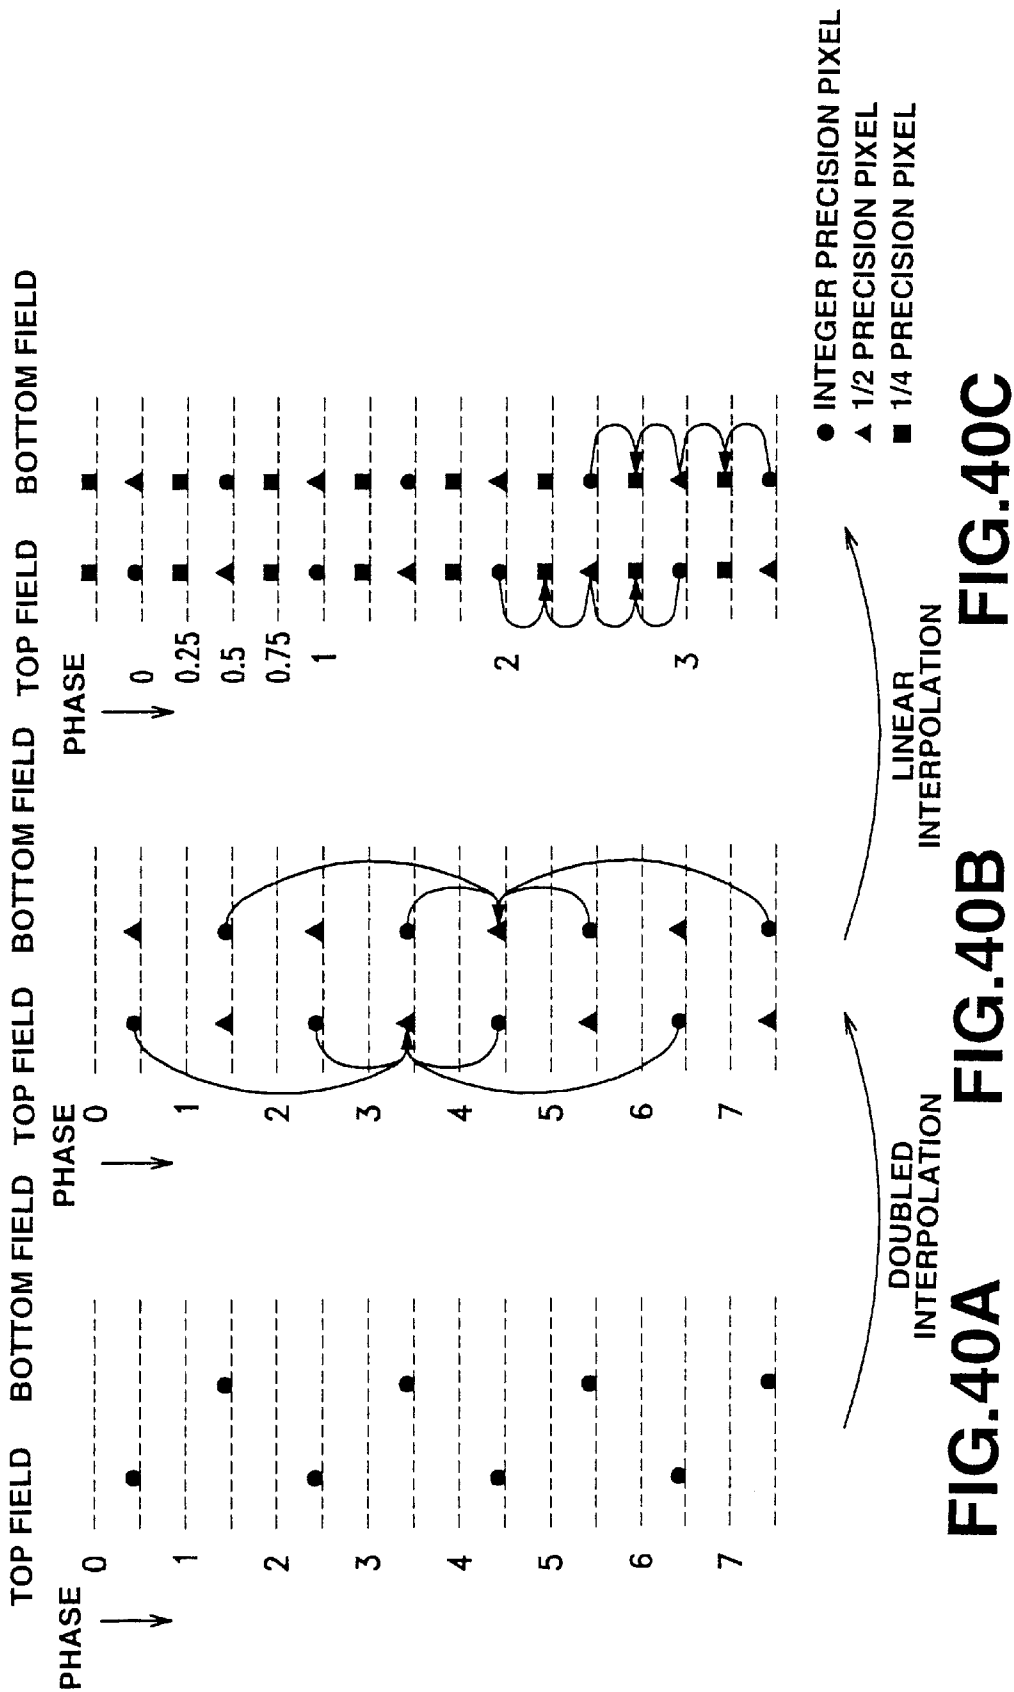 TOP FIELD BOTTOM FIELD TOP FIELD BOTTOM FIELD TOP FIELD BOTTOM FIELD
PHASE
0
1
2
3
4
5
6
7
PHASE
0
1
2
3
4
5
6
7
PHASE
0
0.25
0.5
0.75
1
2
3
DOUBLED
INTERPOLATION
LINEAR
INTERPOLATION
● INTEGER PRECISION PIXEL
▲ 1/2 PRECISION PIXEL
■ 1/4 PRECISION PIXEL
FIG.40A
FIG.40B
FIG.40C